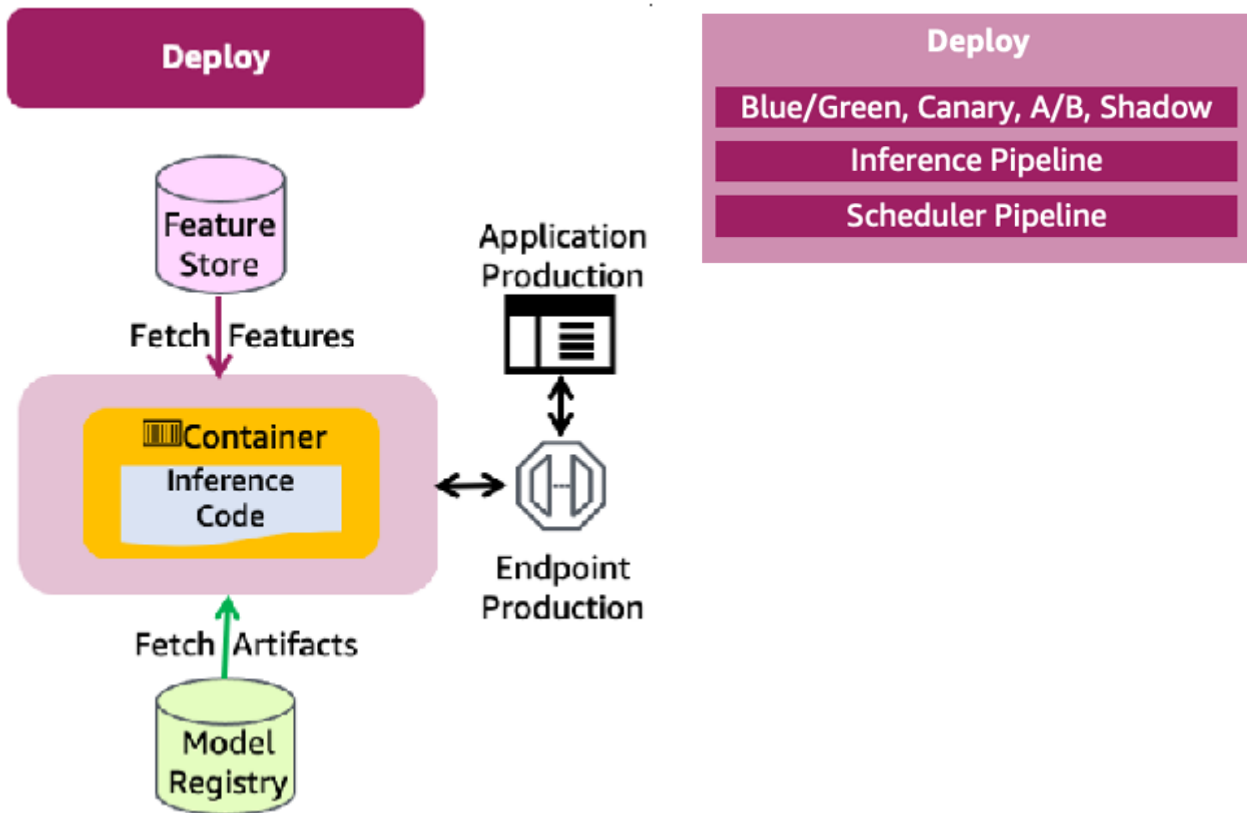 Deploy
Feature
Store
Fetch Features
Container
Inference
Code
Fetch Artifacts
Model
Registry
Application
Production
Endpoint
Production
Deploy
Blue/Green, Canary, A/B, Shadow
Inference Pipeline
Scheduler Pipeline